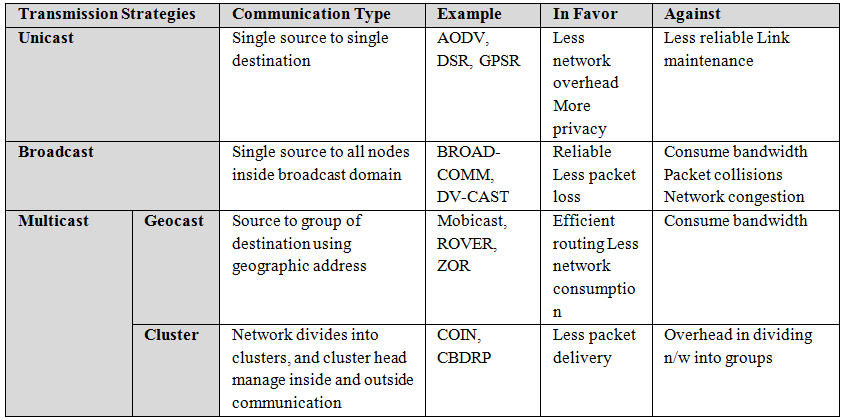 Transmission Strategies Communication Type Example In Favor Against
Unicast
Single source to single
destination
AODV,
DSR, GPSR
Less
network
overhead
More
privacy
Less reliable Link
maintenance
Broadcast
Single source to all nodes
inside broadcast domain
BROAD-
COMM,
DV-CAST
Reliable
Less packet
loss
Consume bandwidth
Packet collisions
Network congestion
Multicast
Geocast
Source to group of
destination using
geographic address
Mobicast,
ROVER,
ZOR
Efficient
routing Less
network
consumptio
n
Consume bandwidth
Cluster
Network divides into
clusters, and cluster head
manage inside and outside
communication
COIN,
CBDRP
Less packet
delivery
Overhead in dividing
n/w into groups